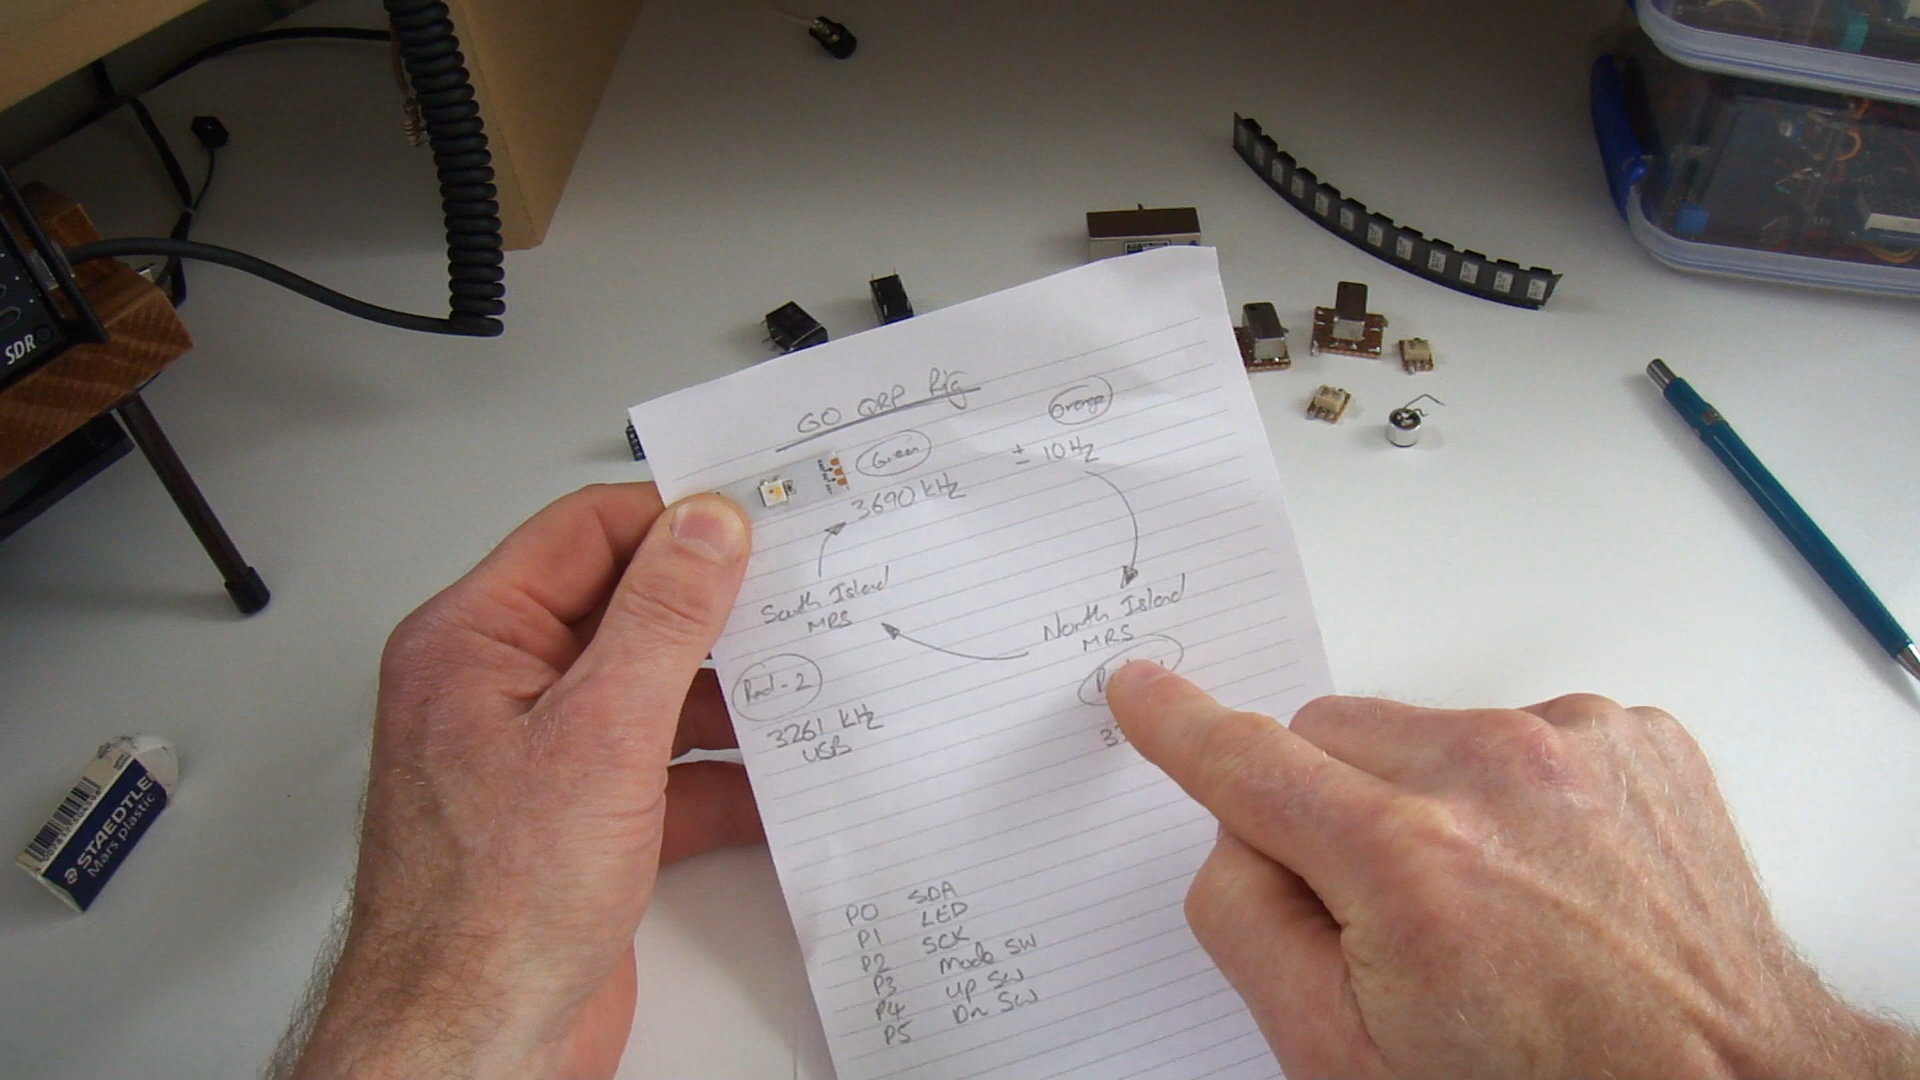 GO QRP Rig
Green
Orange
3690 kHz
± 10 Hz
South Island
MRS
North Island
MRS
Red - 2
3261 kHz
USB
P0 SDA
P1 LED
P2 SCK
P3 Mode SW
P4 Up SW
P5 Dn SW
SDR
STAEDTLER
Mars plastic